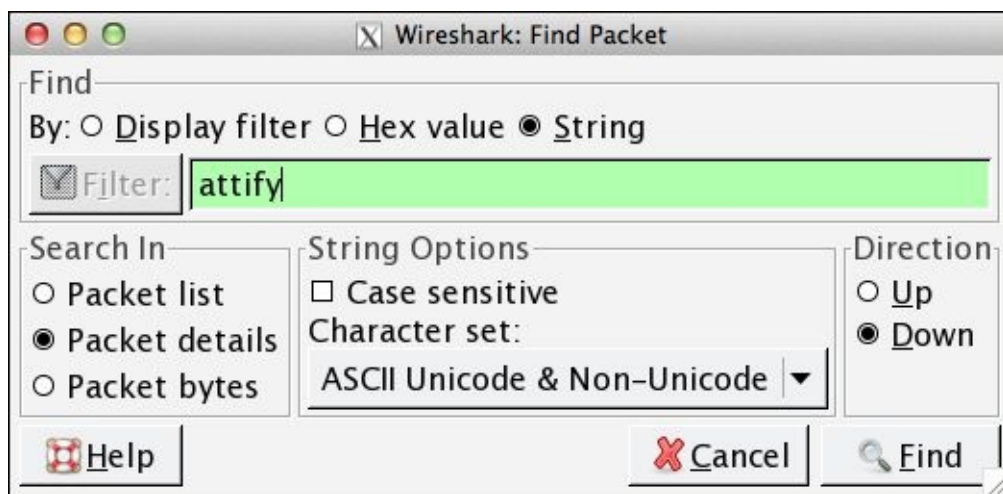 Wireshark: Find Packet
Find
By: Display filter Hex value String
Filter: attify
Search In
Packet list
Packet details
Packet bytes
String Options
Case sensitive
Character set:
ASCII Unicode & Non-Unicode
Direction
Up
Down
Help
Cancel
Find